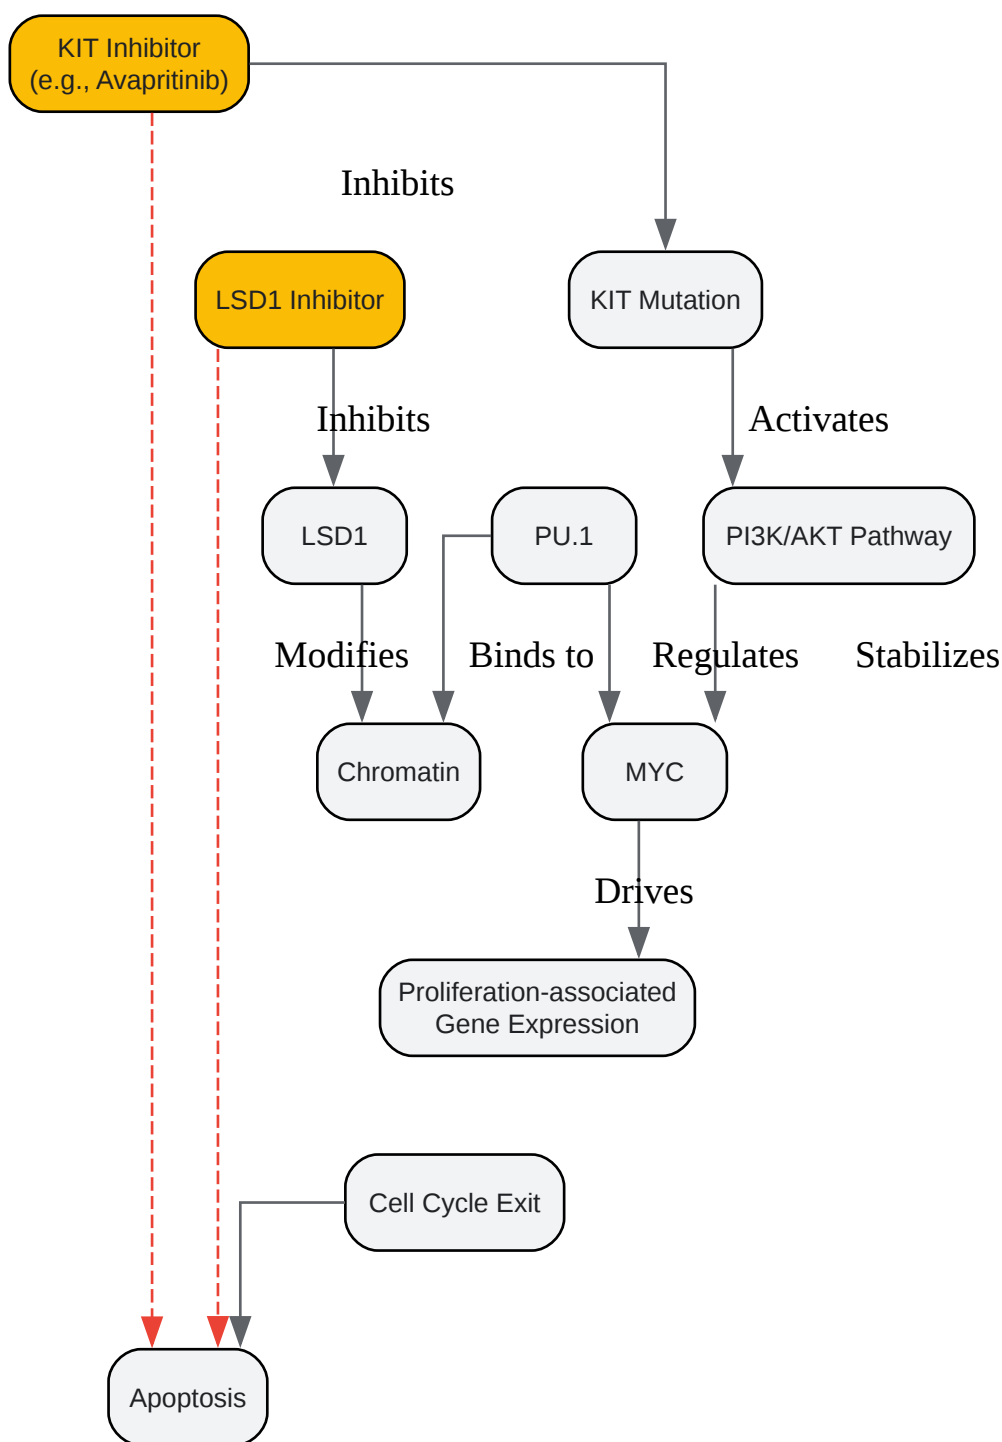 KIT Inhibitor
(e.g., Avapritinib)
Inhibits
LSD1 Inhibitor
KIT Mutation
Inhibits
Activates
LSD1
PU.1
PI3K/AKT Pathway
Modifies
Binds to
Regulates
Stabilizes
Chromatin
MYC
Drives
Proliferation-associated
Gene Expression
Cell Cycle Exit
Apoptosis